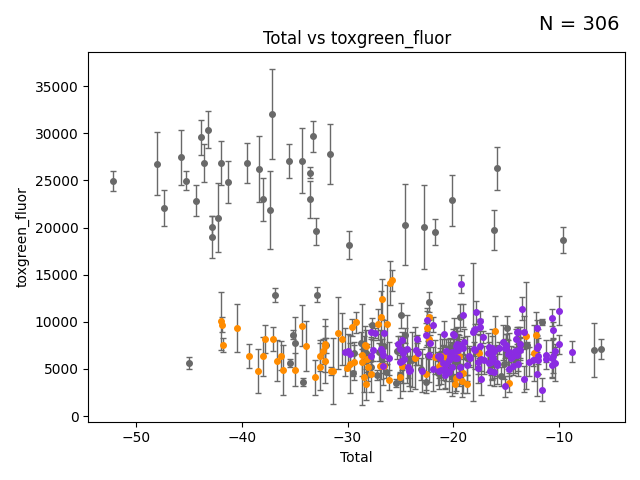 N = 306
Total vs toxgreen_fluor
35000
30000
25000
20000
15000
10000
5000
0
toxgreen_fluor
−50 −40 −30 −20 −10
Total